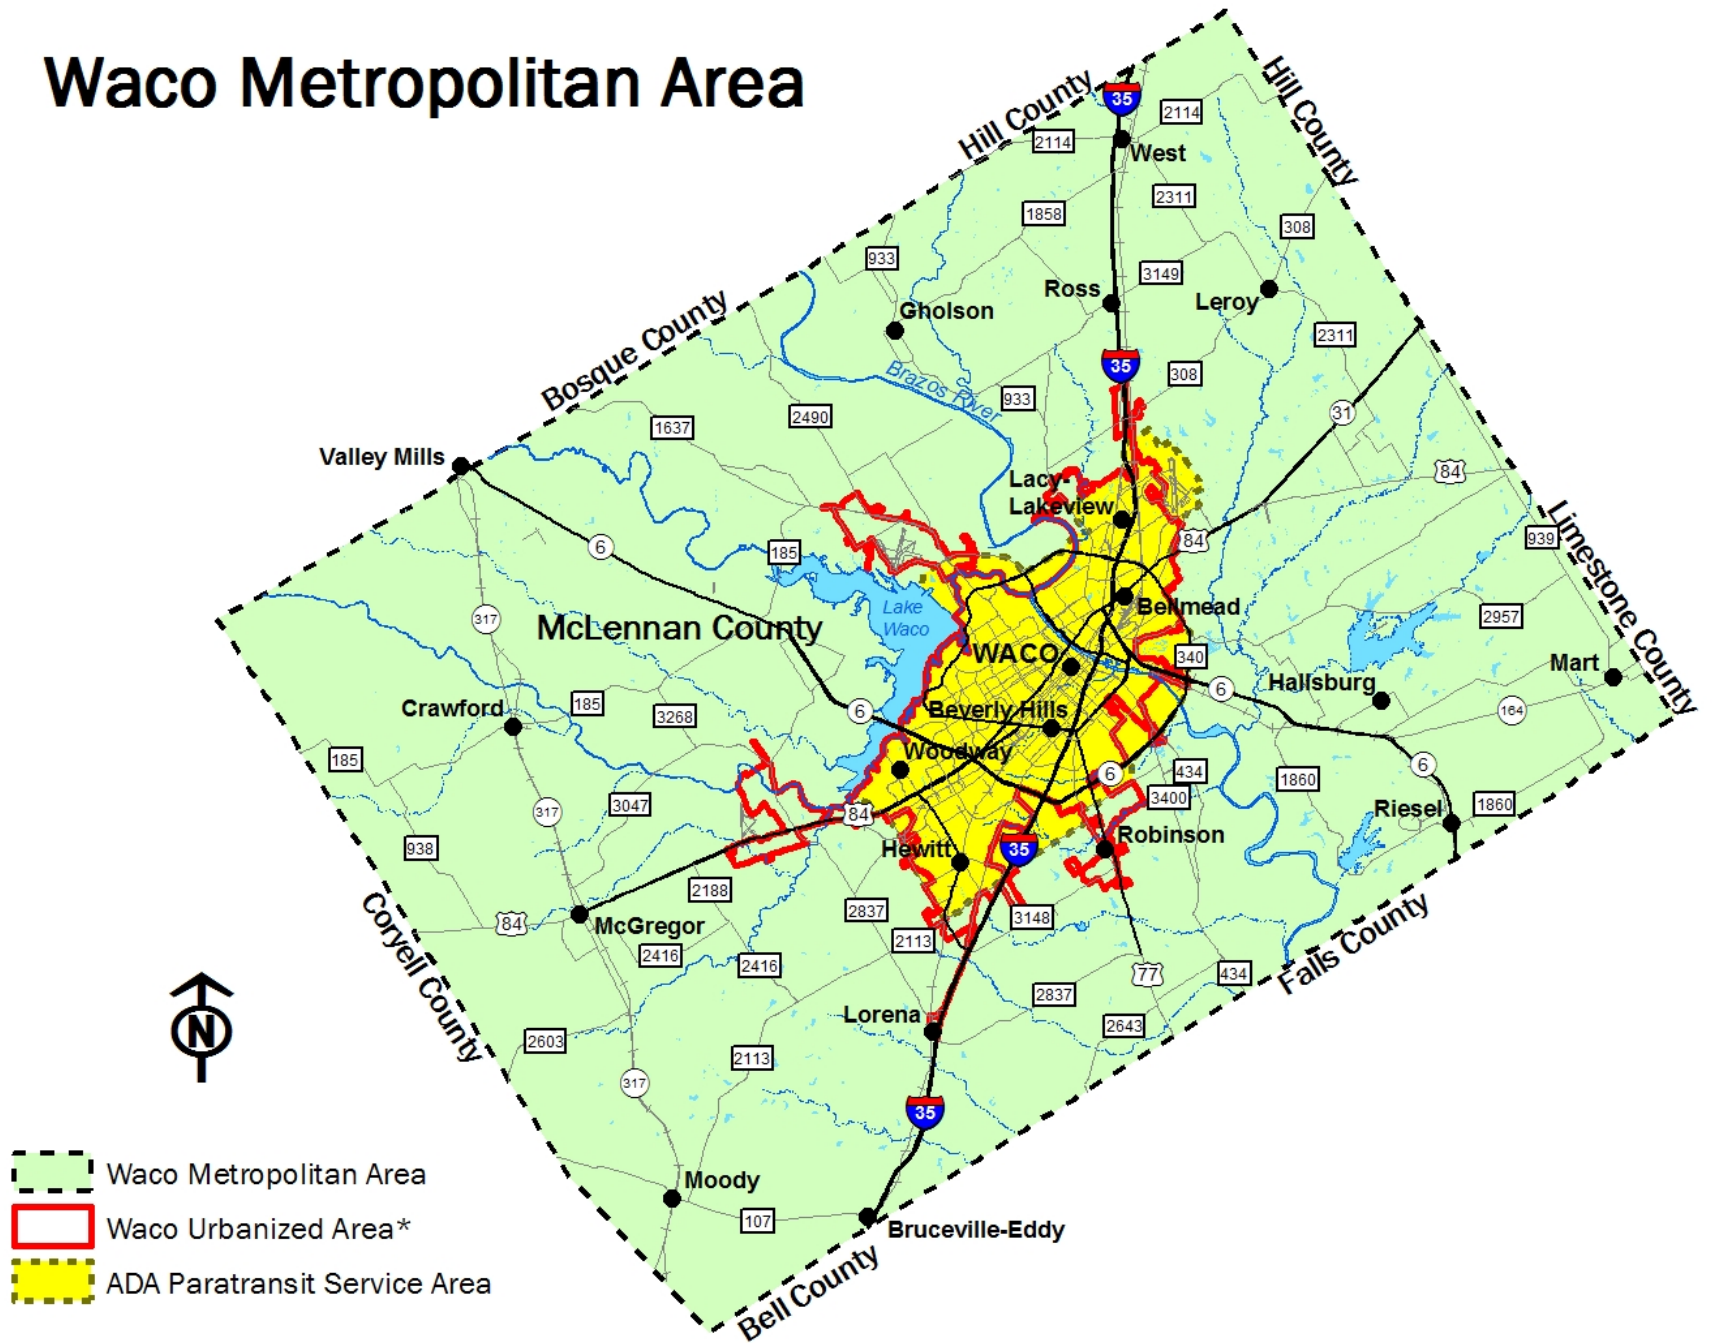 Waco Metropolitan Area
Hill County
Hill County
35
2114
2114
West
2311
1858
308
933
3149
Ross
Leroy
Gholson
2311
Bosque County
35
308
Brazos River
933
31
2490
1637
Valley Mills
84
Lacy-
Lakeview
Limestone County
939
84
6
185
Lake
Waco
Bellmead
2957
317
McLennan County
WACO
340
Mart
6
Hallsburg
185
Crawford
3268
6
Beverly Hills
164
Woodway
185
434
6
1860
6
3400
3047
317
84
Riesel
1860
Robinson
938
Hewitt
35
2188
2837
3148
84
McGregor
Coryell County
2113
Falls County
2416
2416
77
434
2837
Lorena
2643
N
2603
2113
317
35
Waco Metropolitan Area
Moody
107
Waco Urbanized Area*
Bruceville-Eddy
ADA Paratransit Service Area
Bell County